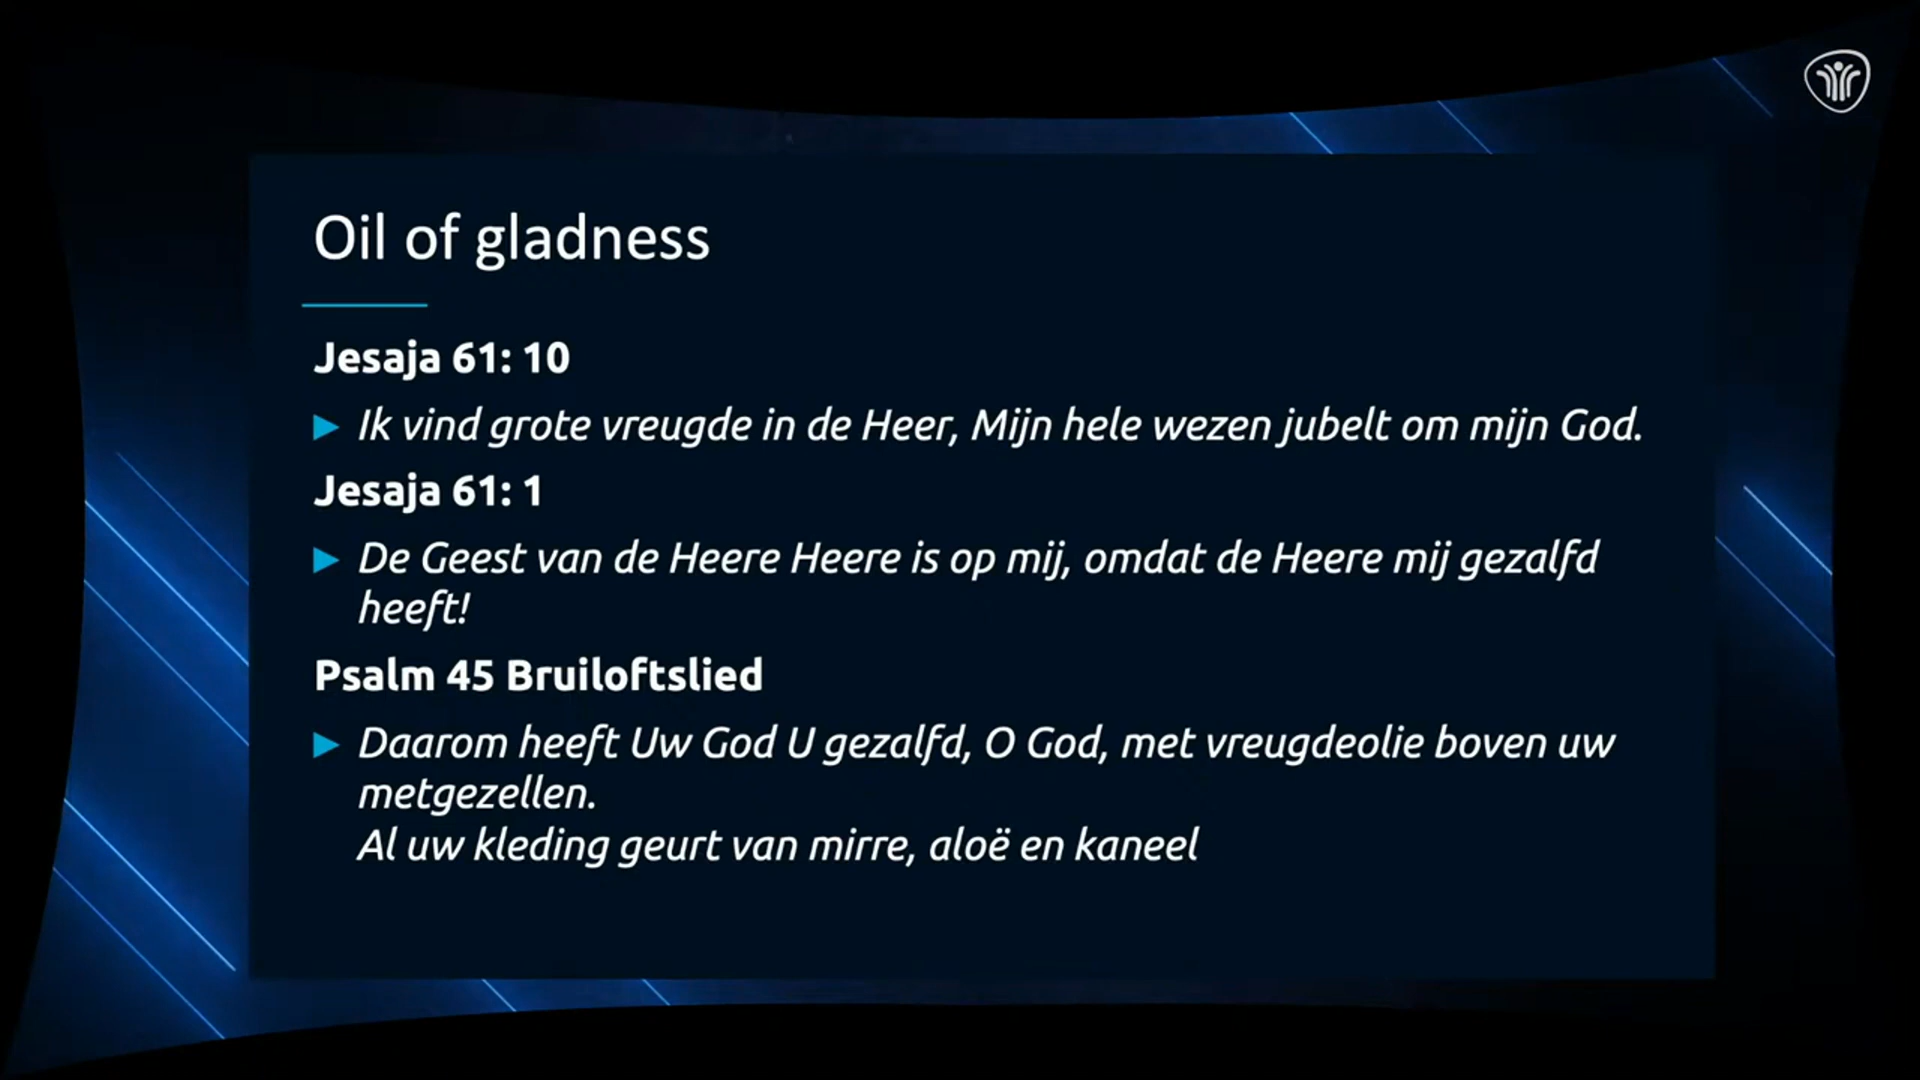 Oil of gladness
Jesaja 61: 10
Ik vind grote vreugde in de Heer, Mijn hele wezen jubelt om mijn God.
Jesaja 61: 1
De Geest van de Heere Heere is op mij, omdat de Heere mij gezalfd
heeft!
Psalm 45 Bruiloftslied
Daarom heeft Uw God U gezalfd, O God, met vreugdeolie boven uw
metgezellen.
Al uw kleding geurt van mirre, aloë en kaneel